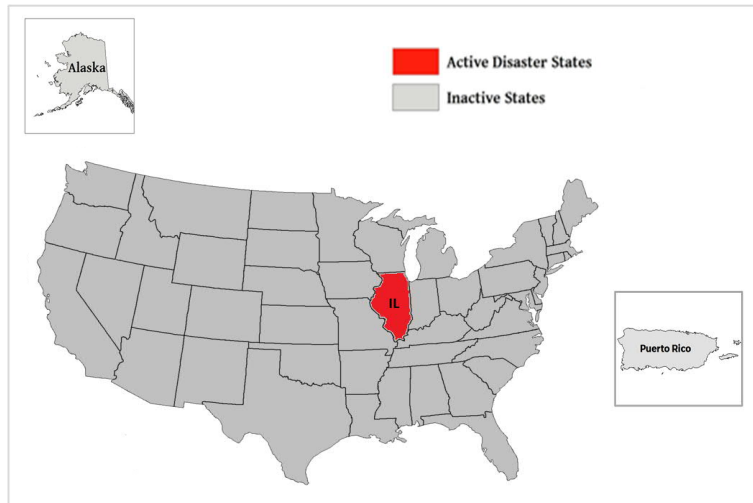 Alaska
Active Disaster States
Inactive States
IL
Puerto Rico